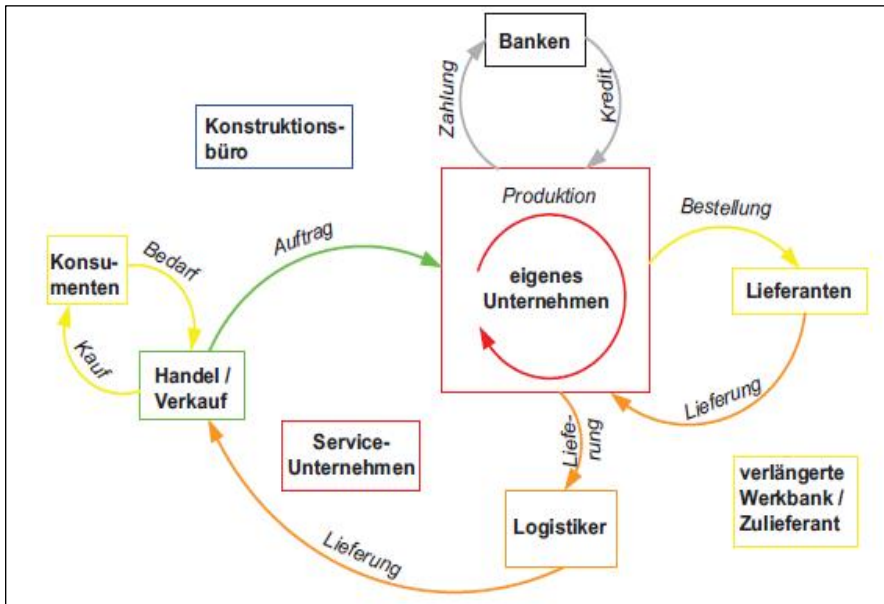 Banken
Zahlung
Kredit
Konstruktions-
büro
Produktion
Bestellung
Auftrag
Bedarf
Konsu-
menten
eigenes
Unternehmen
Lieferanten
Kauf
Handel /
Verkauf
Lieferung
Service-
Unternehmen
Liefe-
rung
verlängerte
Werkbank /
Zulieferant
Logistiker
Lieferung